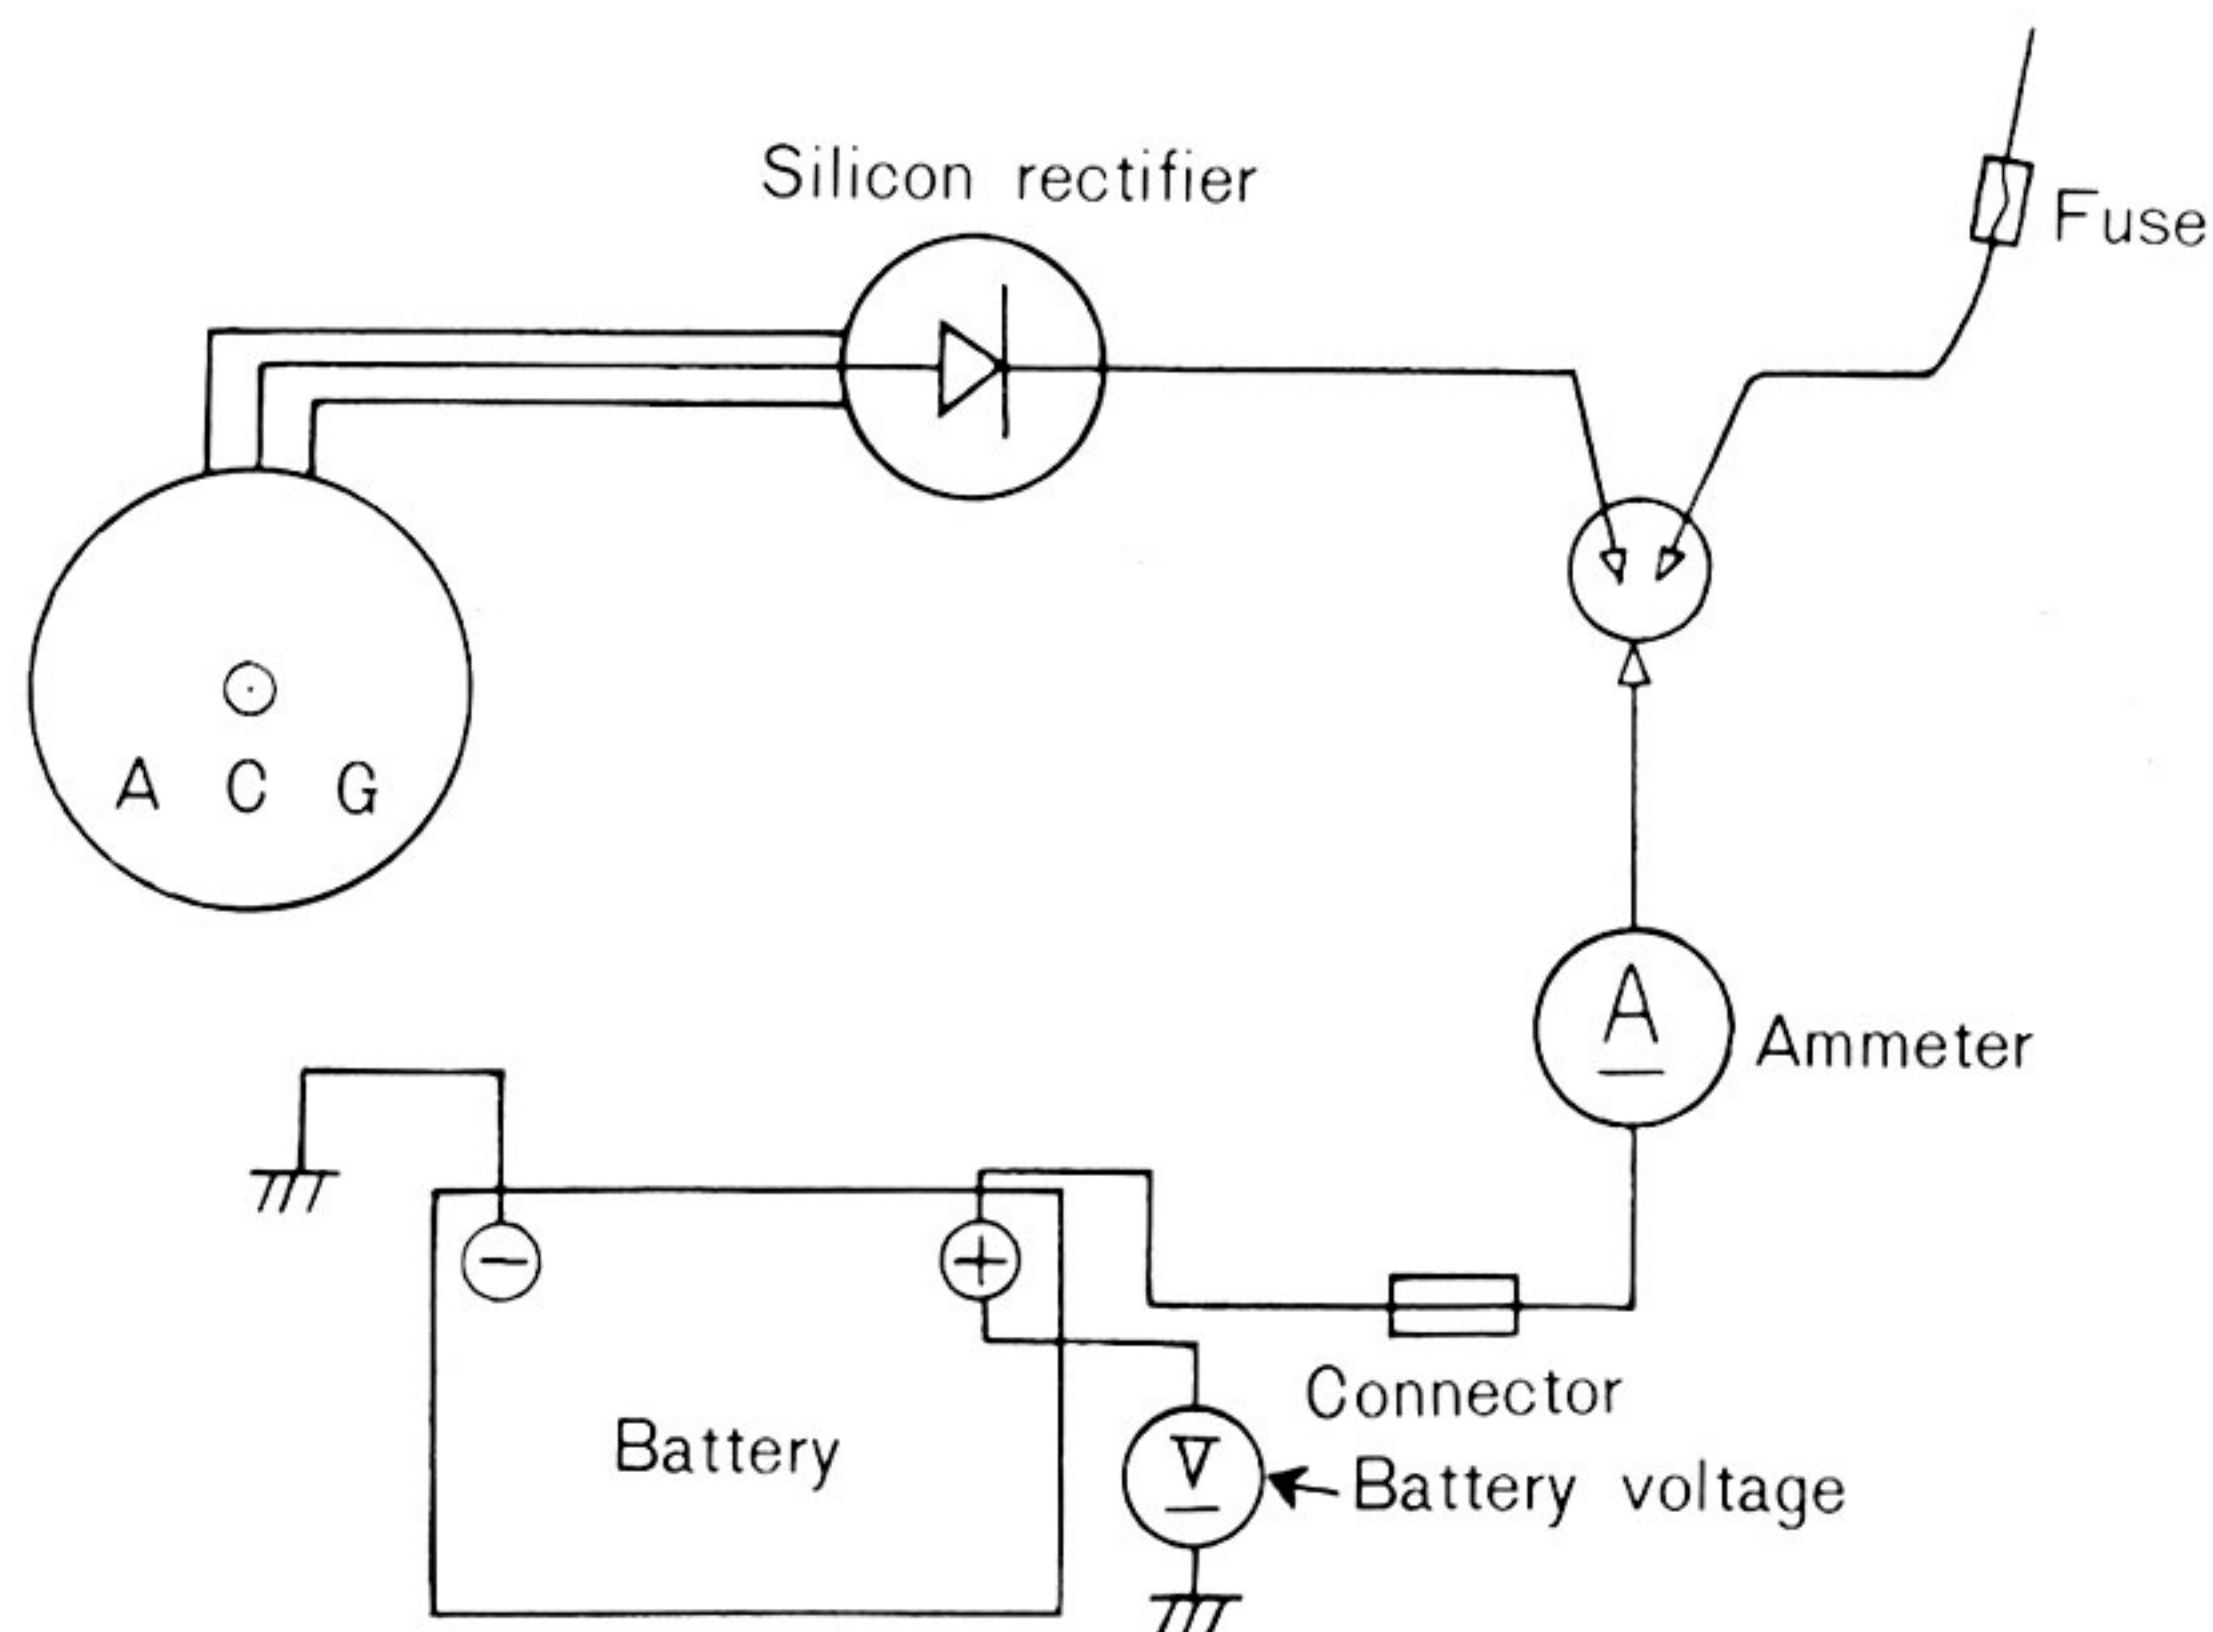 Silicon rectifier
Fuse
A C G
A
Ammeter
−
+
Connector
Battery
V
Battery voltage